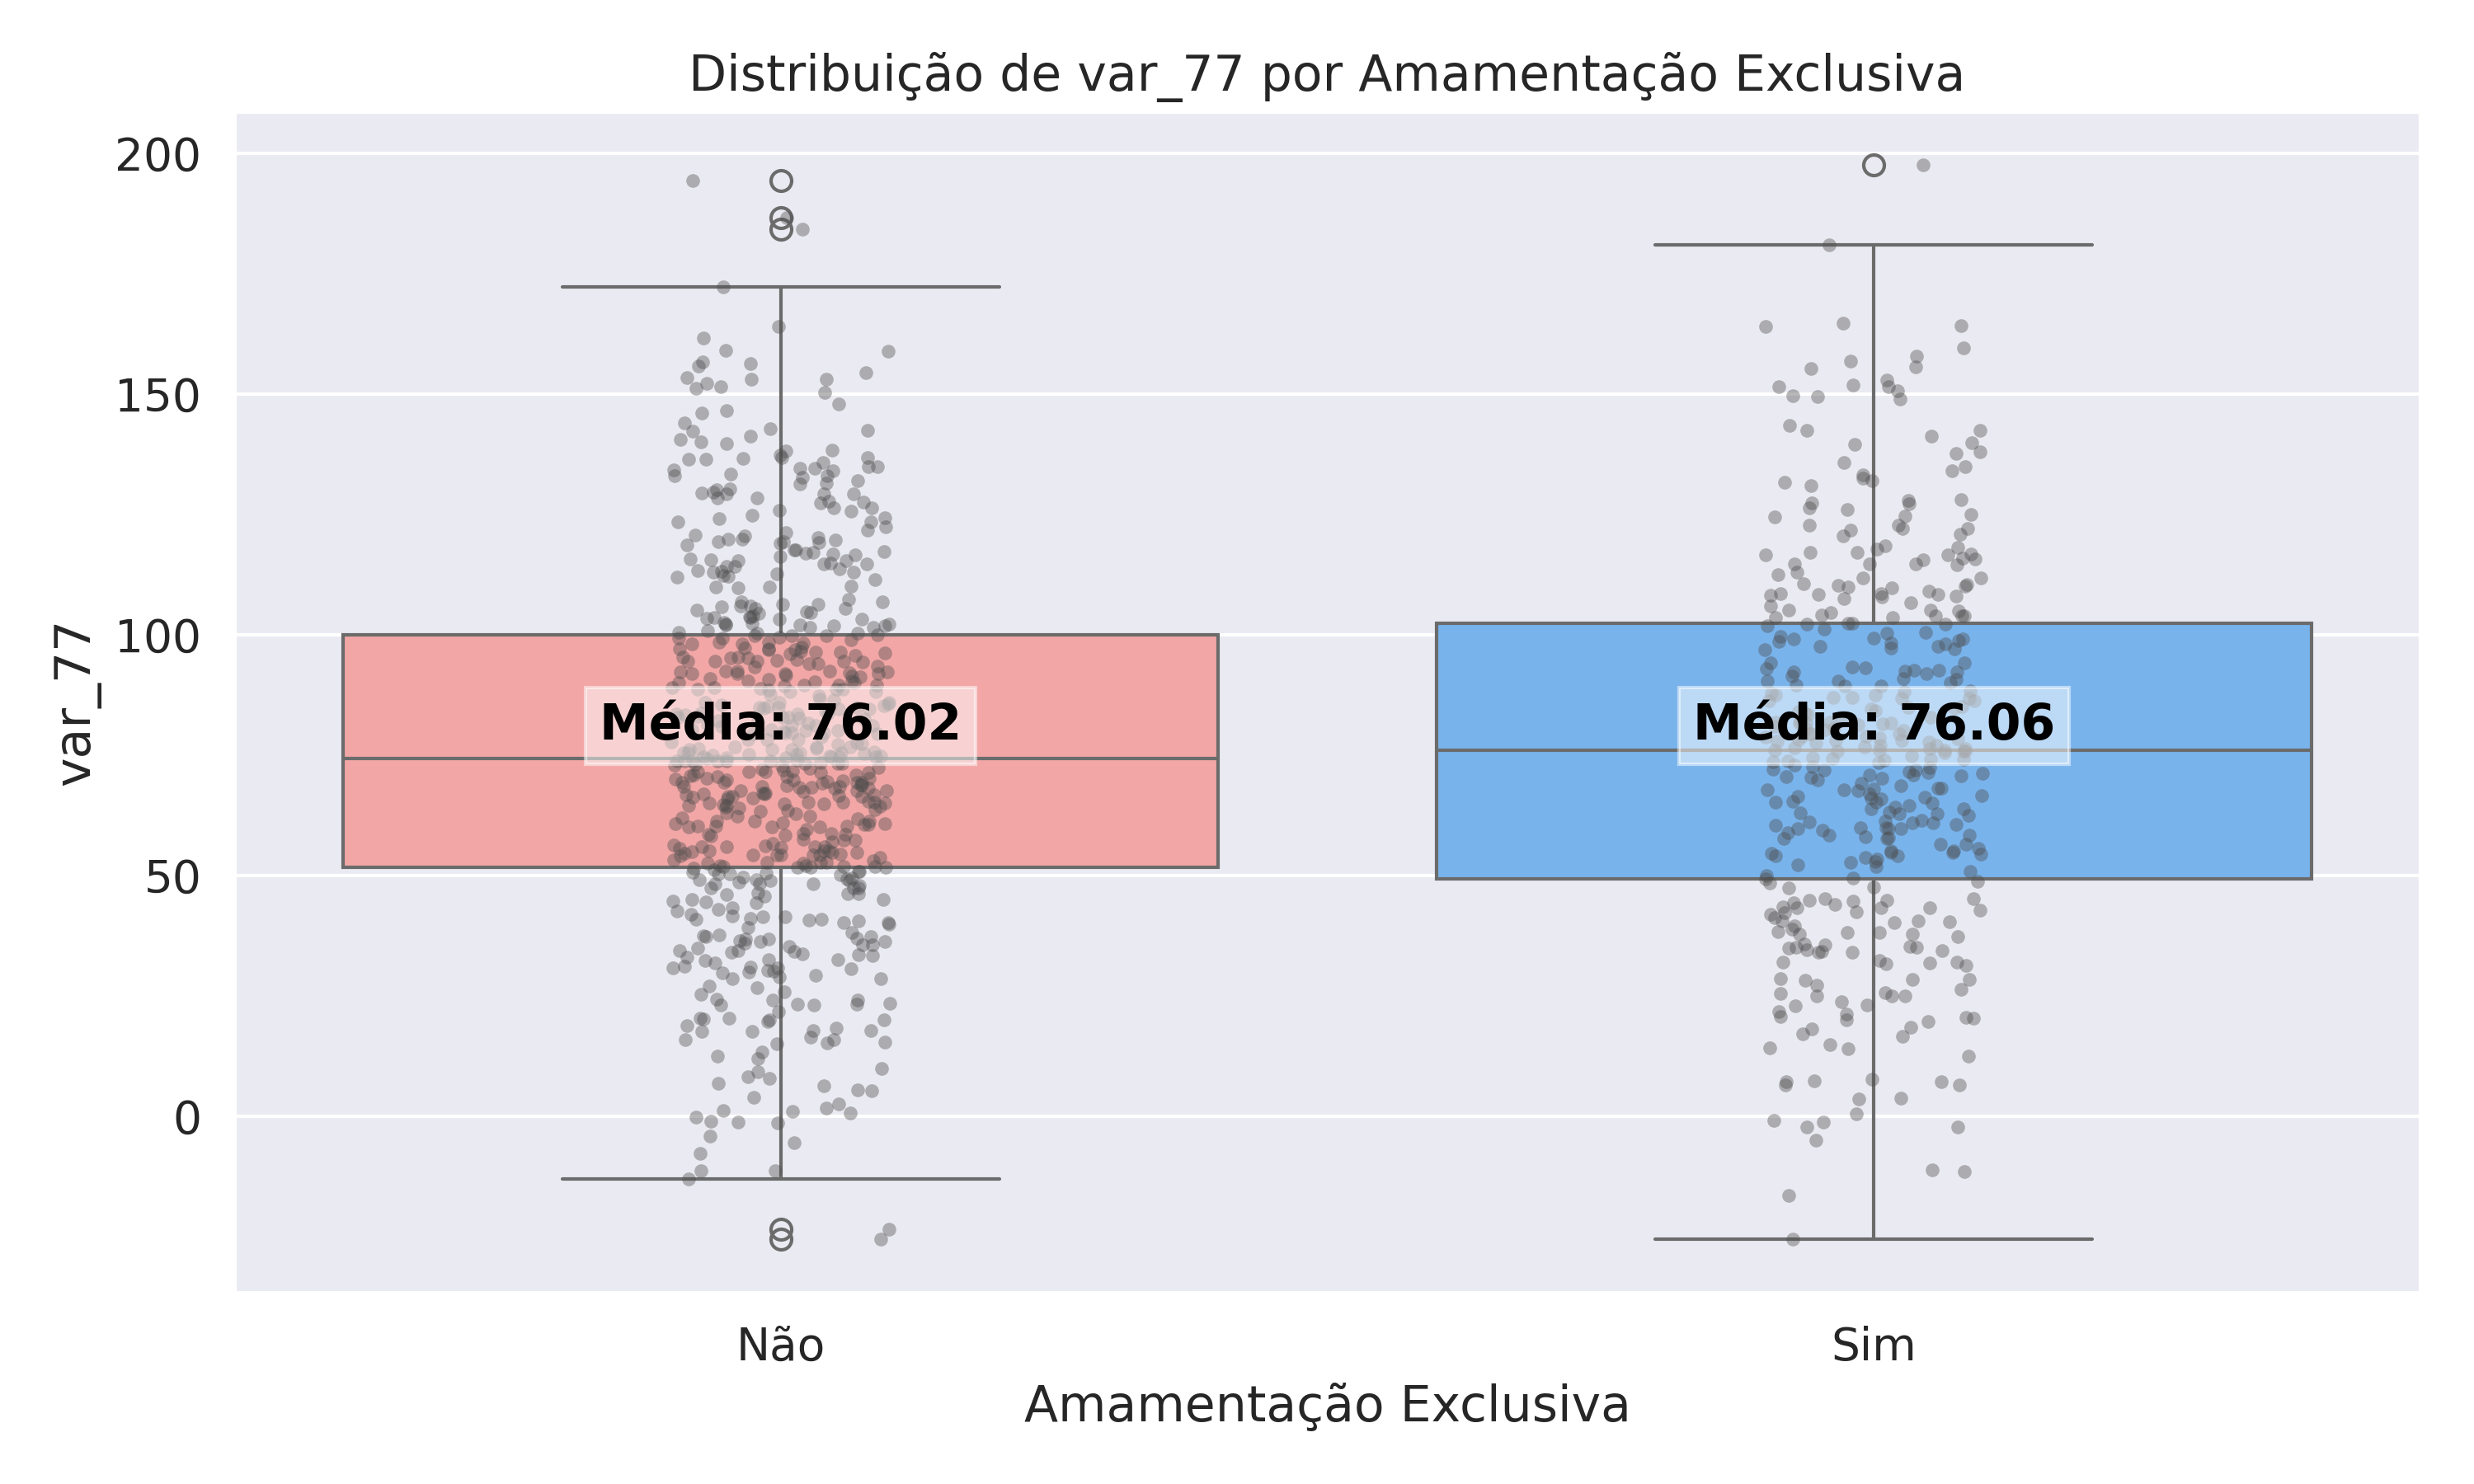 Distribuição de var_77 por Amamentação Exclusiva
200
150
100
50
0
var_77
Média: 76.02
Média: 76.06
Não
Sim
Amamentação Exclusiva